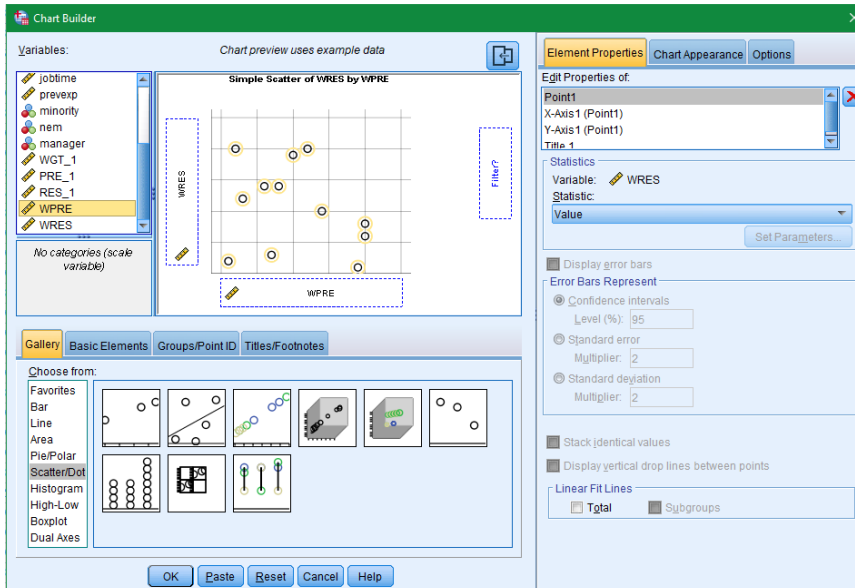 Chart Builder
Variables:
Chart preview uses example data
jobtime
prevexp
minority
nem
manager
WGT_1
PRE_1
RES_1
WPRE
WRES
No categories (scale
variable)
Simple Scatter of WRES by WPRE
WRES
WPRE
Filter?
Gallery
Basic Elements
Groups/Point ID
Titles/Footnotes
Choose from:
Favorites
Bar
Line
Area
Pie/Polar
Scatter/Dot
Histogram
High-Low
Boxplot
Dual Axes
OK
Paste
Reset
Cancel
Help
Element Properties
Chart Appearance
Options
Edit Properties of:
Point1
X-Axis1 (Point1)
Y-Axis1 (Point1)
Title 1
Statistics
Variable: WRES
Statistic:
Value
Set Parameters...
Display error bars
Error Bars Represent
Confidence intervals
Level (%): 95
Standard error
Multiplier: 2
Standard deviation
Multiplier: 2
Stack identical values
Display vertical drop lines between points
Linear Fit Lines
Total
Subgroups